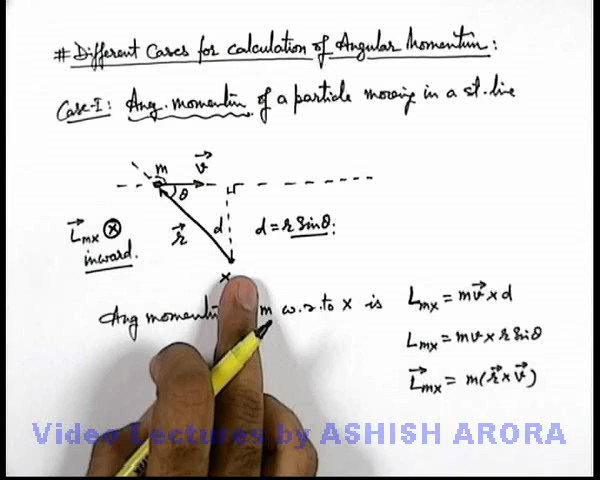 # Different Cases for calculation of Angular Momentum:
Case-I: Ang. momentum of a particle moving in a st. line
m v⃗
θ
L⃗mx ⊗
inward.
r⃗ d d = r sinθ:
x
Ang momentum m w.r. to X is Lmx = mv⃗ × d
Lmx = mv × r sinθ
L⃗mx = m(r⃗ × v⃗)
Video Lectures by ASHISH ARORA